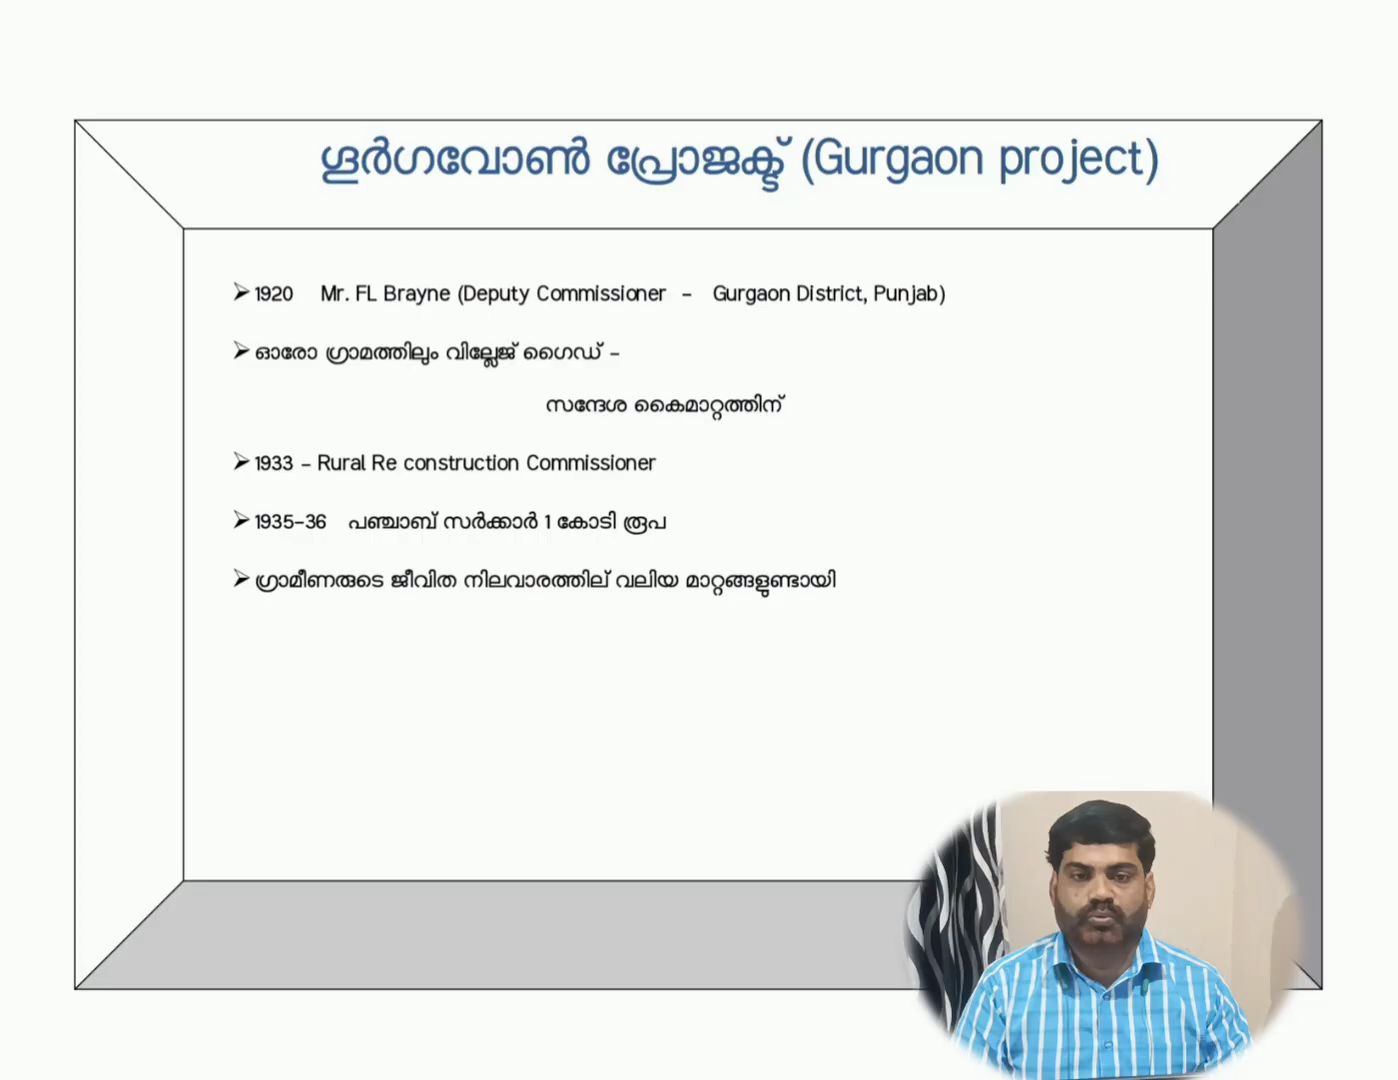 ഗൂർഗവോൺ പ്രോജക്ട് (Gurgaon project)
➢1920 Mr. FL Brayne (Deputy Commissioner – Gurgaon District, Punjab)
➢ഓരോ ഗ്രാമത്തിലും വില്ലേജ് ഗൈഡ് –
സന്ദേശ കൈമാറ്റത്തിന്
➢1933 – Rural Re construction Commissioner
➢1935–36 പഞ്ചാബ് സർക്കാർ 1 കോടി രൂപ
➢ഗ്രാമീണരുടെ ജീവിത നിലവാരത്തില് വലിയ മാറ്റങ്ങളുണ്ടായി